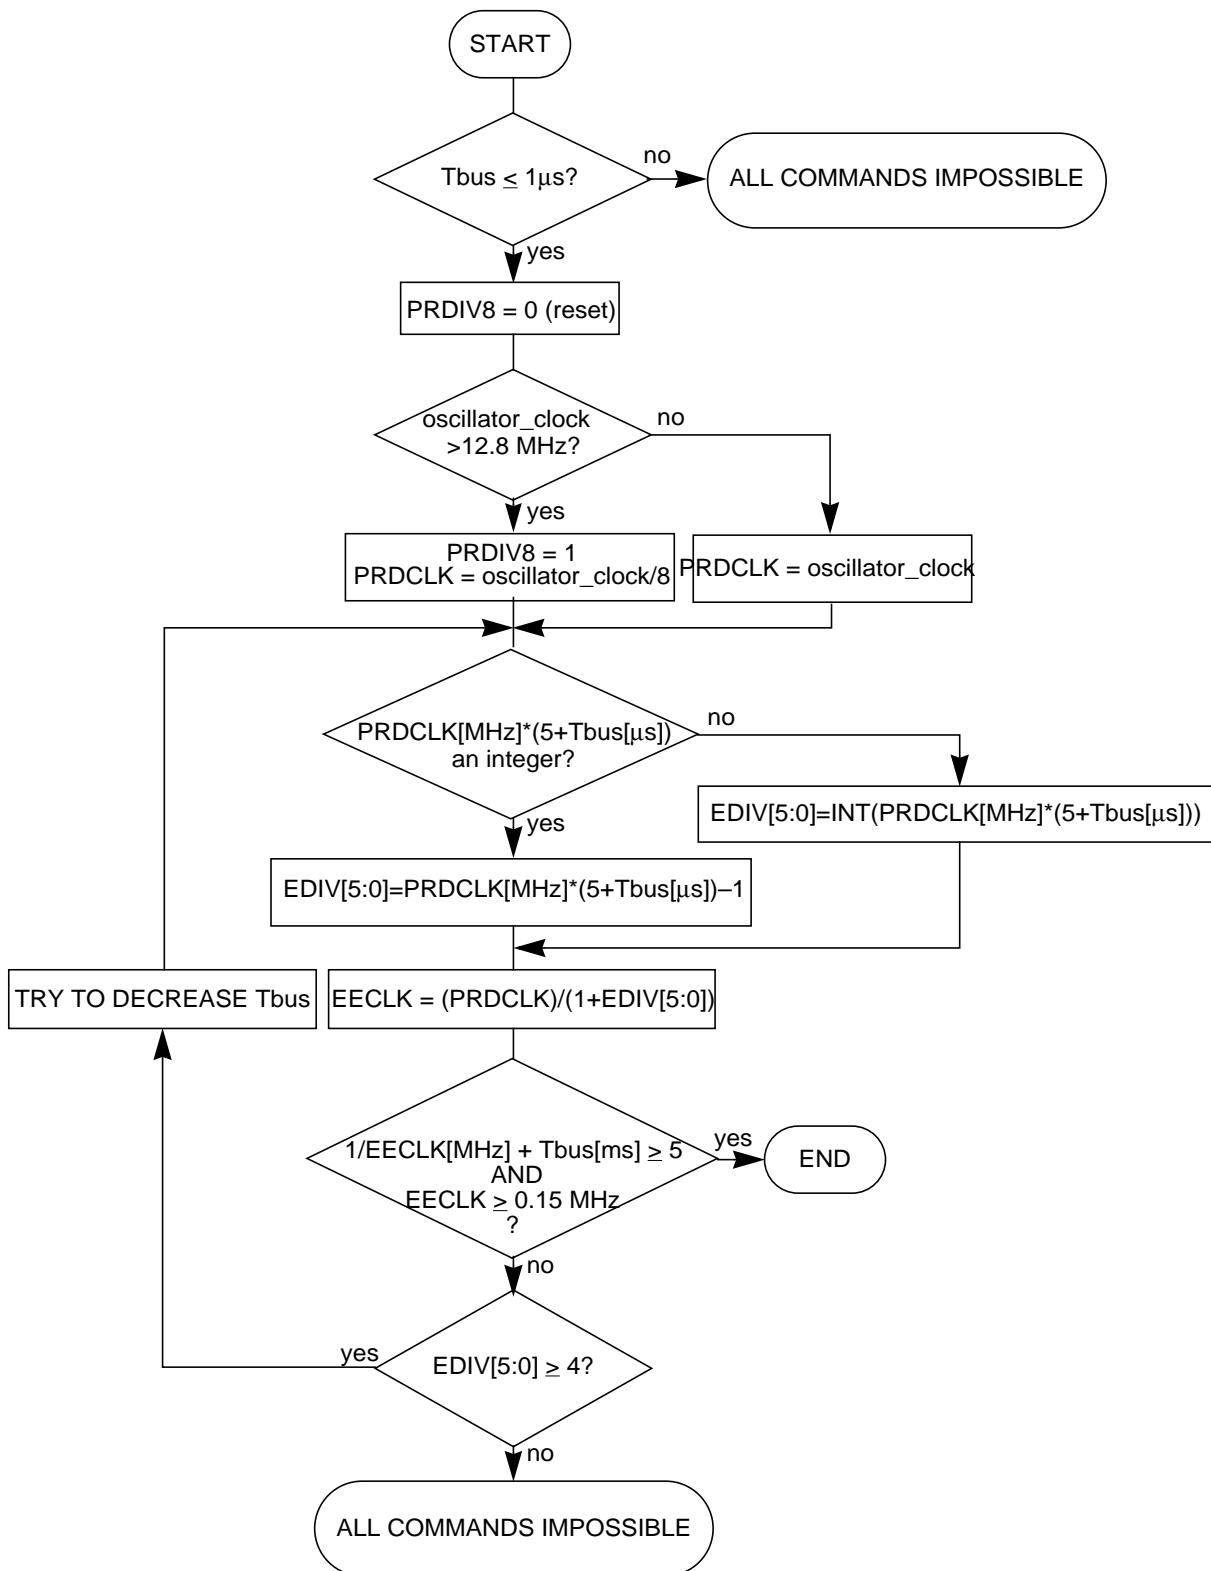 START
Tbus ≤ 1μs?
no
ALL COMMANDS IMPOSSIBLE
yes
PRDIV8 = 0 (reset)
oscillator_clock
>12.8 MHz?
no
yes
PRDIV8 = 1
PRDCLK = oscillator_clock/8
PRDCLK = oscillator_clock
PRDCLK[MHz]*(5+Tbus[μs])
an integer?
no
yes
EDIV[5:0]=INT(PRDCLK[MHz]*(5+Tbus[μs]))
EDIV[5:0]=PRDCLK[MHz]*(5+Tbus[μs])–1
TRY TO DECREASE Tbus
EECLK = (PRDCLK)/(1+EDIV[5:0])
1/EECLK[MHz] + Tbus[ms] ≥ 5
AND
EECLK ≥ 0.15 MHz
?
yes
END
no
EDIV[5:0] ≥ 4?
yes
no
ALL COMMANDS IMPOSSIBLE